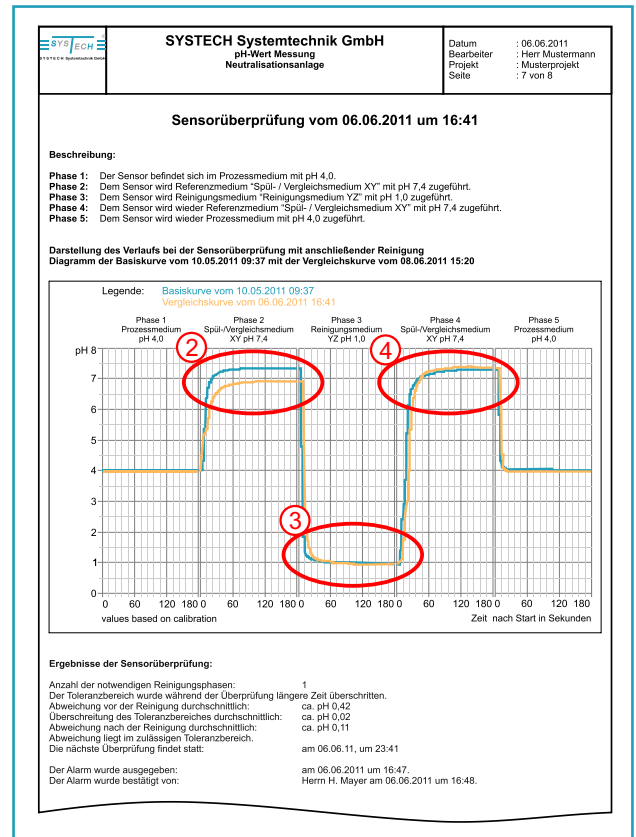 SYS TECH
SYSTECH Systemtechnik GmbH
SYSTECH Systemtechnik GmbH
pH-Wert Messung
Neutralisationsanlage
Datum : 06.06.2011
Bearbeiter : Herr Mustermann
Projekt : Musterprojekt
Seite : 7 von 8
Sensorüberprüfung vom 06.06.2011 um 16:41
Beschreibung:
Phase 1: Der Sensor befindet sich im Prozessmedium mit pH 4,0.
Phase 2: Dem Sensor wird Referenzmedium "Spül- / Vergleichsmedium XY" mit pH 7,4 zugeführt.
Phase 3: Dem Sensor wird Reinigungsmedium "Reinigungsmedium YZ" mit pH 1,0 zugeführt.
Phase 4: Dem Sensor wird wieder Referenzmedium "Spül- / Vergleichsmedium XY" mit pH 7,4 zugeführt.
Phase 5: Dem Sensor wird wieder Prozessmedium mit pH 4,0 zugeführt.
Darstellung des Verlaufs bei der Sensorüberprüfung mit anschließender Reinigung
Diagramm der Basiskurve vom 10.05.2011 09:37 mit der Vergleichskurve vom 08.06.2011 15:20
Legende: Basiskurve vom 10.05.2011 09:37
Vergleichskurve vom 06.06.2011 16:41
Phase 1 Phase 2 Phase 3 Phase 4 Phase 5
Prozessmedium Spül-/Vergleichsmedium Reinigungsmedium Spül-/Vergleichsmedium Prozessmedium
pH 4,0 XY pH 7,4 YZ pH 1,0 XY pH 7,4 pH 4,0
2 4
pH 8
7
6
5
4
3
3
2
1
0
0 60 120 180 0 60 120 180 0 60 120 180 0 60 120 180 0 60 120 180
values based on calibration Zeit nach Start in Sekunden
Ergebnisse der Sensorüberprüfung:
Anzahl der notwendigen Reinigungsphasen: 1
Der Toleranzbereich wurde während der Überprüfung längere Zeit überschritten.
Abweichung vor der Reinigung durchschnittlich: ca. pH 0,42
Überschreitung des Toleranzbereiches durchschnittlich: ca. pH 0,02
Abweichung nach der Reinigung durchschnittlich: ca. pH 0,11
Abweichung liegt im zulässigen Toleranzbereich.
Die nächste Überprüfung findet statt: am 06.06.11, um 23:41
Der Alarm wurde ausgegeben: am 06.06.2011 um 16:47.
Der Alarm wurde bestätigt von: Herrn H. Mayer am 06.06.2011 um 16:48.